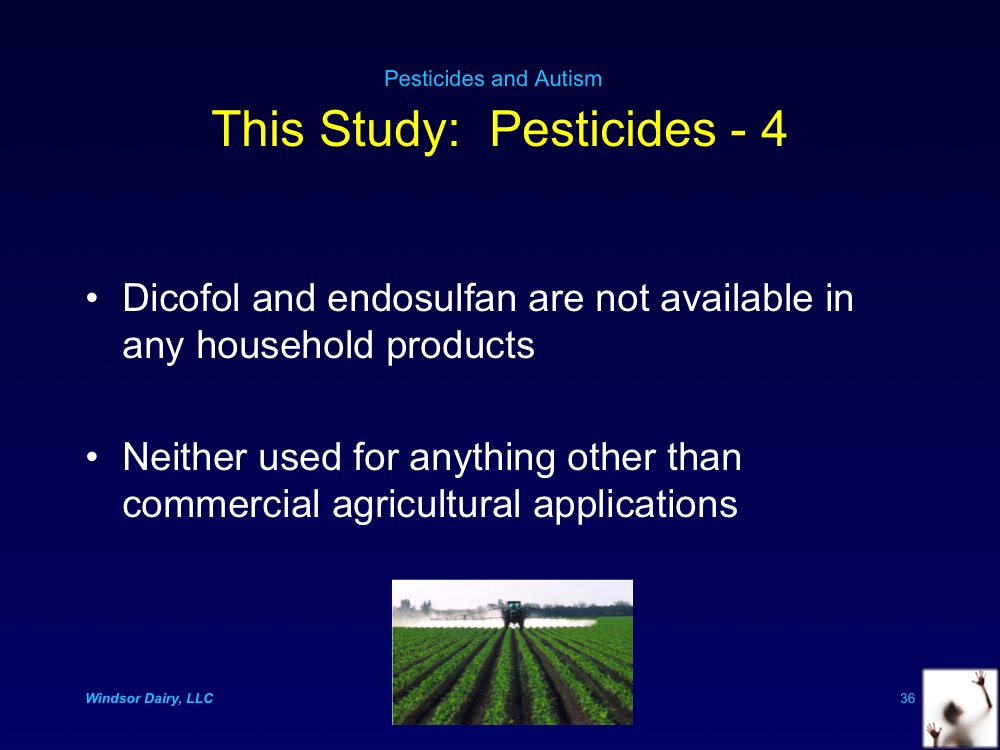 Pesticides and Autism
This Study:  Pesticides - 4
• Dicofol and endosulfan are not available in
any household products
• Neither used for anything other than
commercial agricultural applications
Windsor Dairy, LLC
36